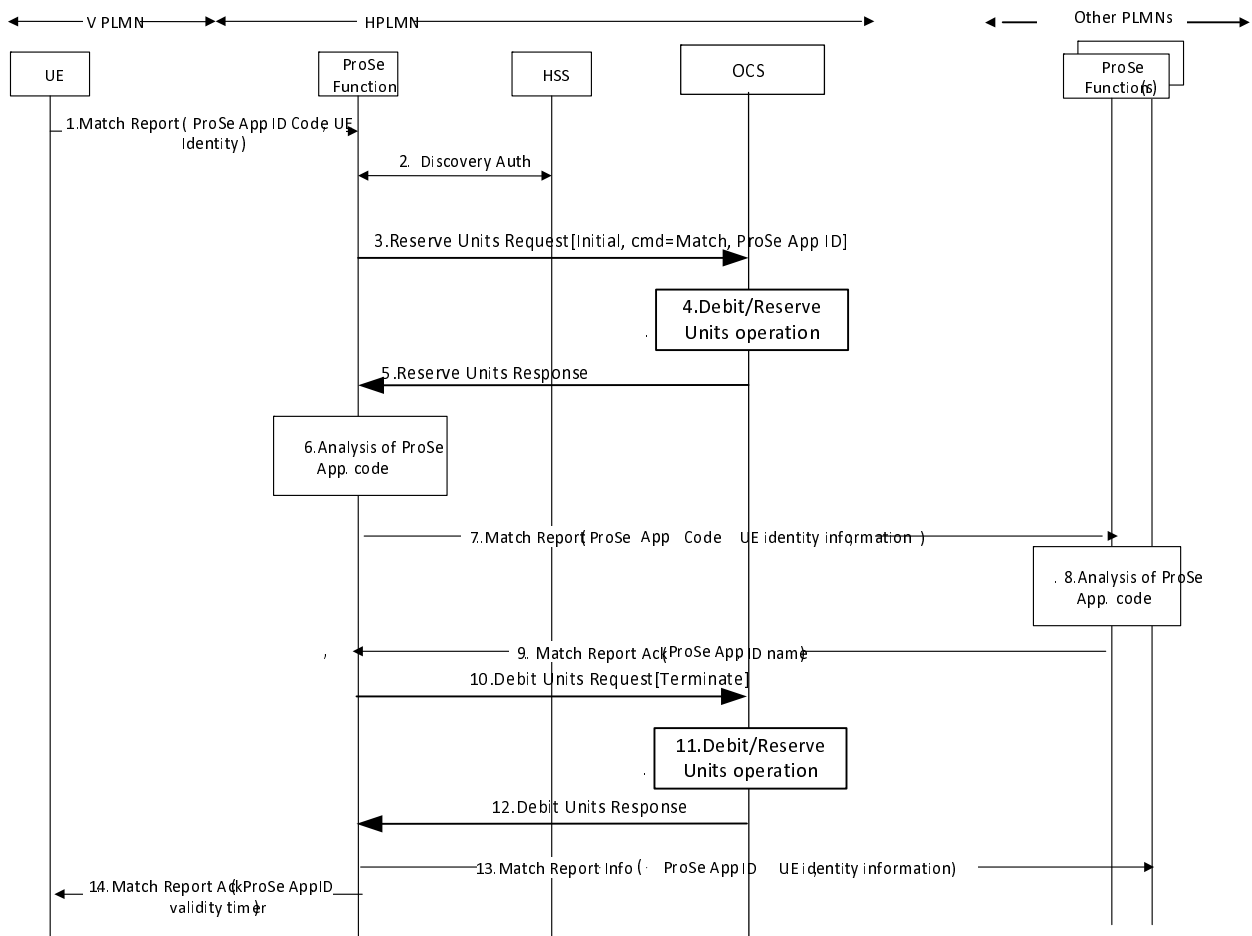 V PLMN
HPLMN
Other PLMNs
UE
ProSe
Function
HSS
OCS
ProSe
Function(s)
1.Match Report ( ProSe App ID Code, UE
Identity )
2. Discovery Auth
3.Reserve Units Request[Initial, cmd=Match, ProSe App ID]
4.Debit/Reserve
Units operation
5.Reserve Units Response
6.Analysis of ProSe
App. code
7.Match Report ( ProSe App Code UE identity information )
8.Analysis of ProSe
App. code
9. Match Report Ack (ProSe App ID name)
10.Debit Units Request[Terminate]
11.Debit/Reserve
Units operation
12.Debit Units Response
13.Match Report Info ( ProSe App ID UE identity information)
14. Match Report Ack (ProSe App ID
validity timer)